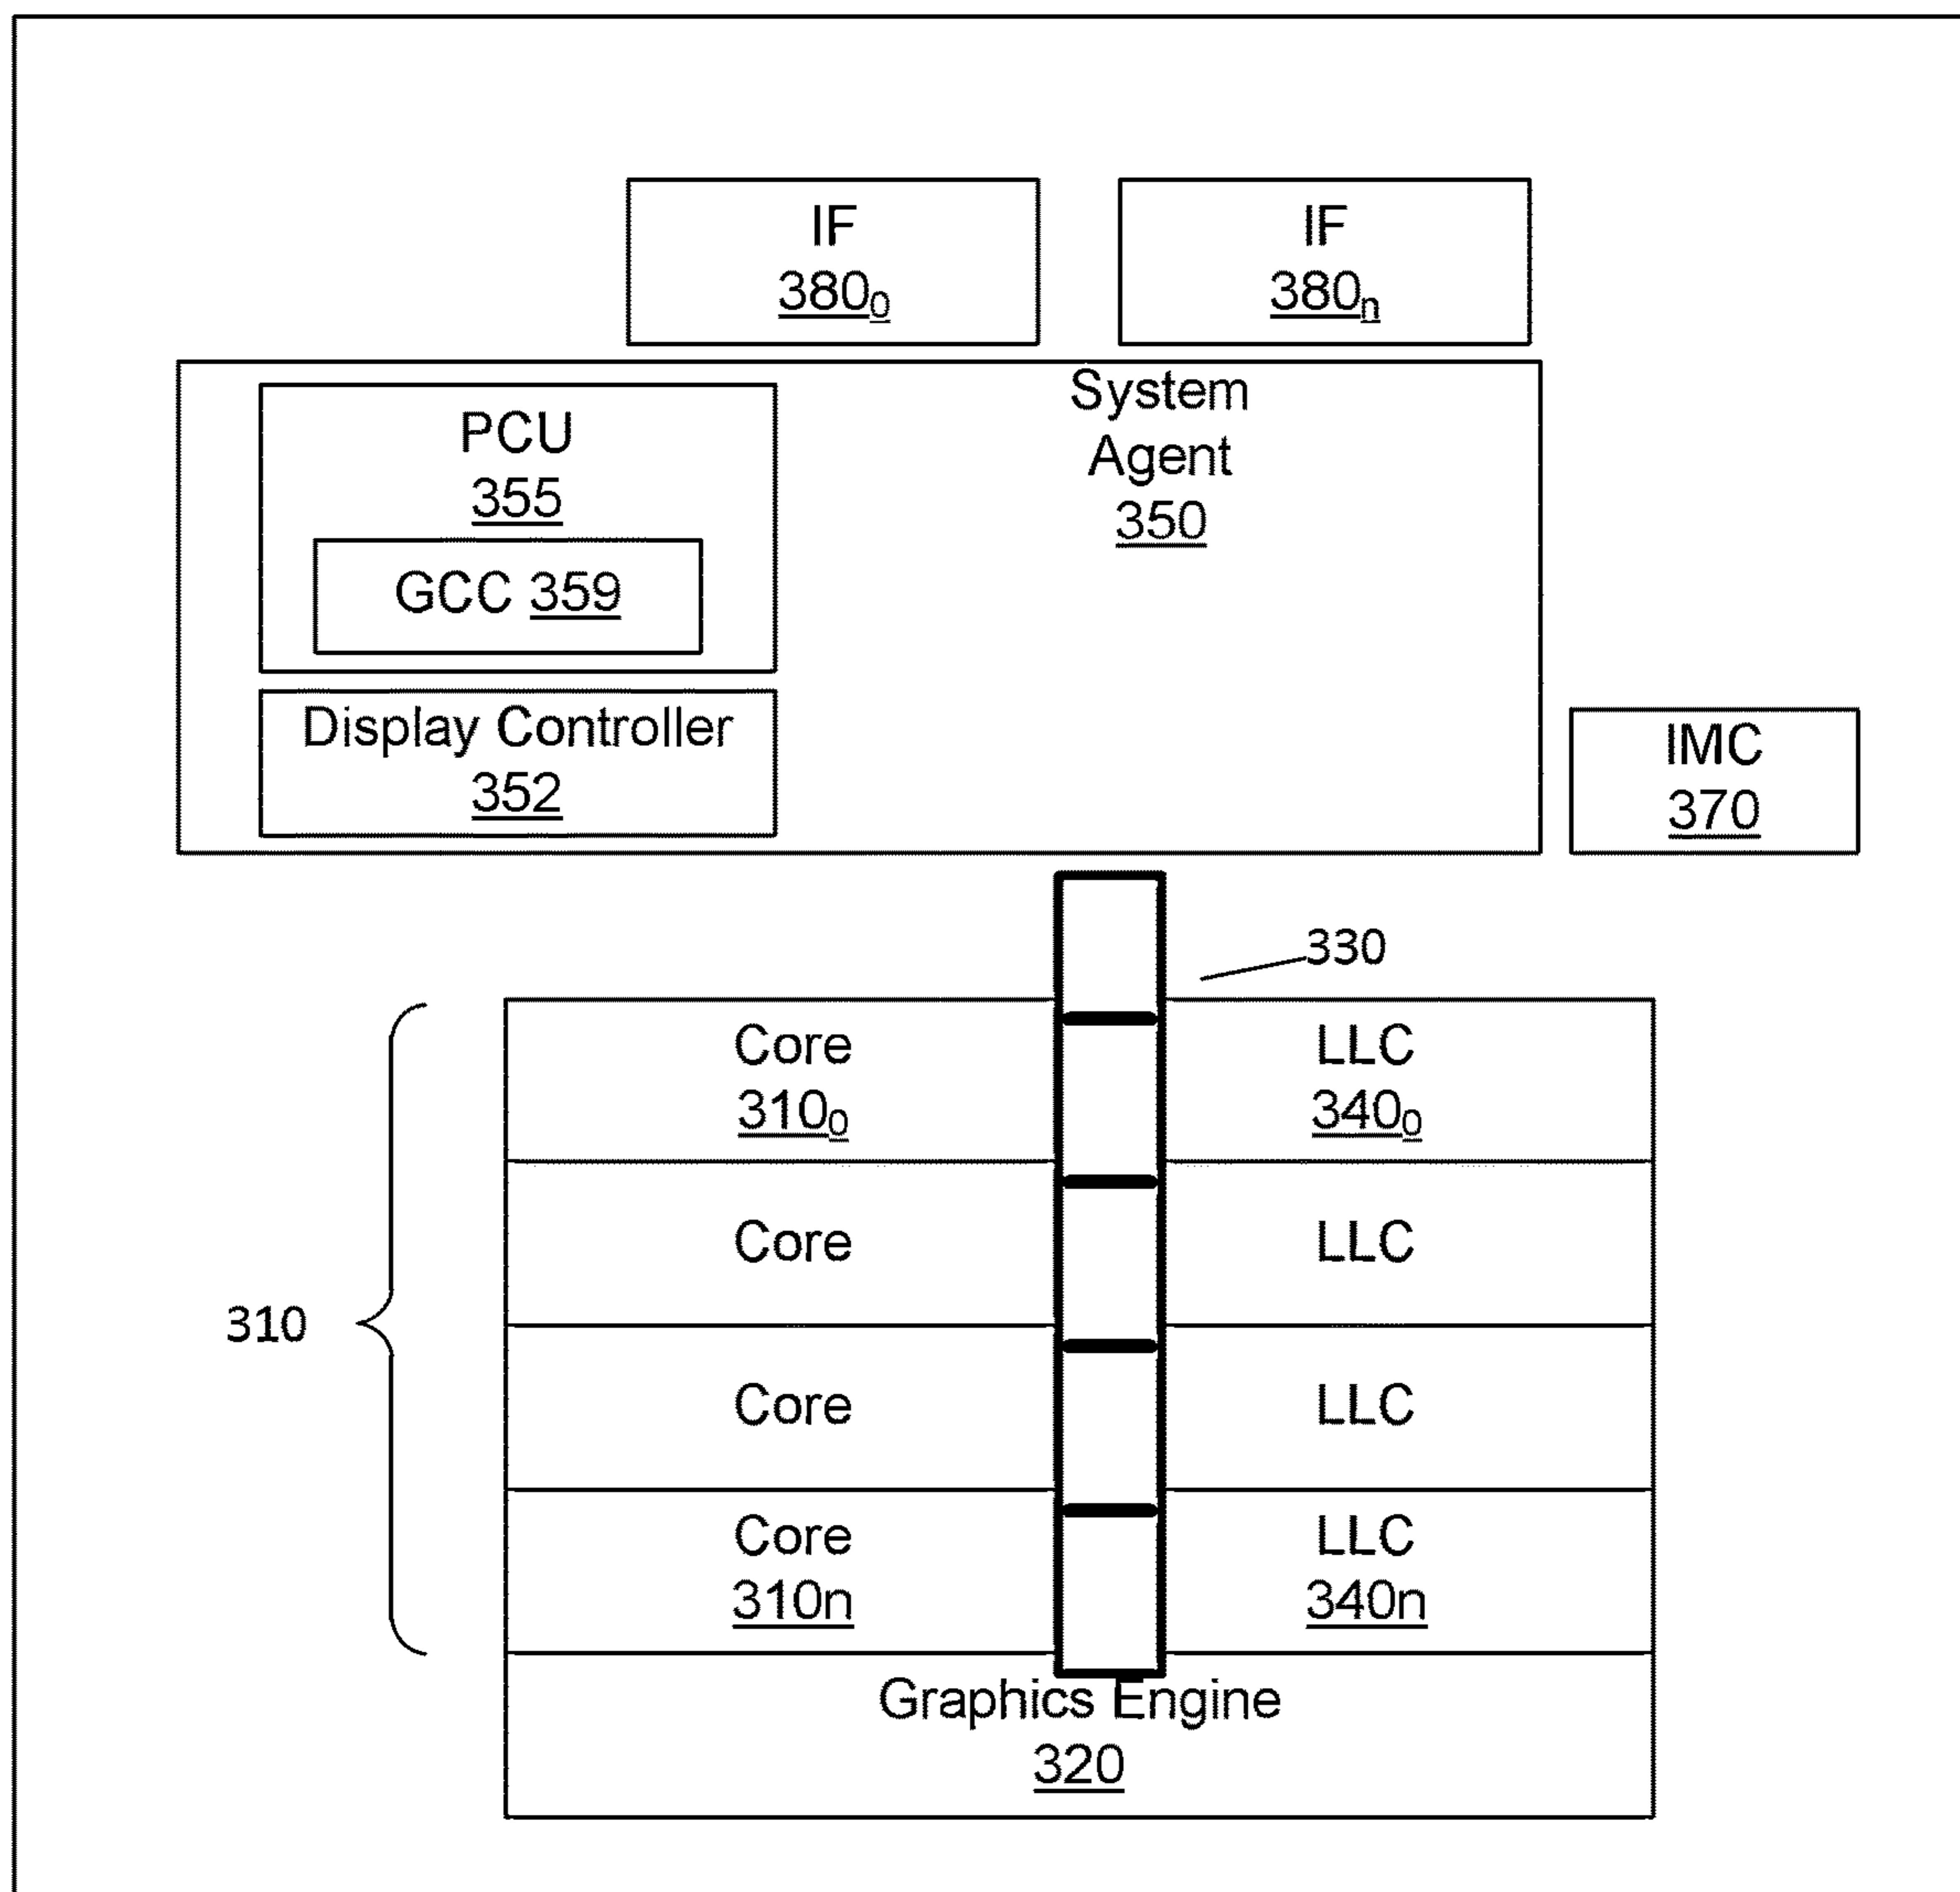 IF
380₀
IF
380ₙ
System
Agent
350
PCU
355
GCC 359
Display Controller
352
IMC
370
330
310
Core
310₀
LLC
340₀
Core
LLC
Core
LLC
Core
310n
LLC
340n
Graphics Engine
320